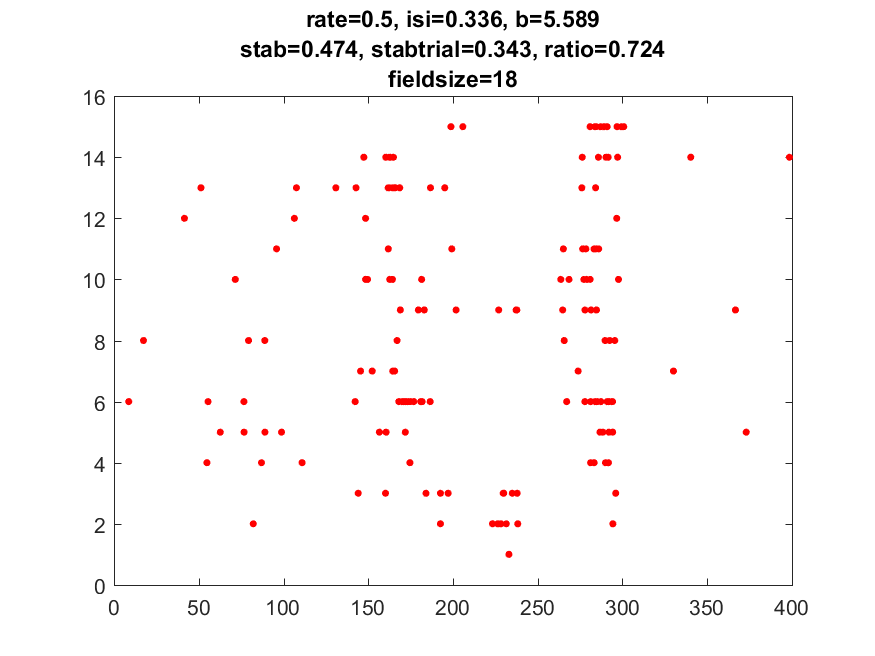 rate=0.5, isi=0.336, b=5.589
stab=0.474, stabtrial=0.343, ratio=0.724
fieldsize=18
16
14
12
10
8
6
4
2
0
0 50 100 150 200 250 300 350 400